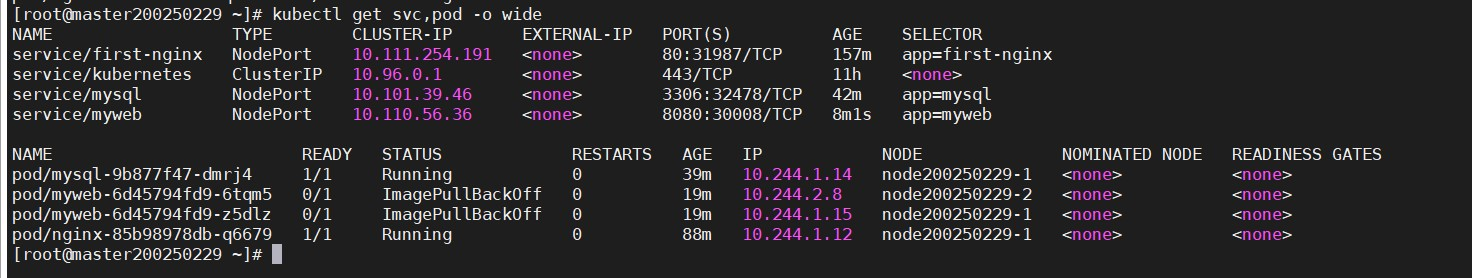 [root@master200250229 ~]# kubectl get svc,pod -o wide
NAME TYPE CLUSTER-IP EXTERNAL-IP PORT(S) AGE SELECTOR
service/first-nginx NodePort 10.111.254.191 <none> 80:31987/TCP 157m app=first-nginx
service/kubernetes ClusterIP 10.96.0.1 <none> 443/TCP 11h <none>
service/mysql NodePort 10.101.39.46 <none> 3306:32478/TCP 42m app=mysql
service/myweb NodePort 10.110.56.36 <none> 8080:30008/TCP 8m1s app=myweb
NAME READY STATUS RESTARTS AGE IP NODE NOMINATED NODE READINESS GATES
pod/mysql-9b877f47-dmrj4 1/1 Running 0 39m 10.244.1.14 node200250229-1 <none> <none>
pod/myweb-6d45794fd9-6tqm5 0/1 ImagePullBackOff 0 19m 10.244.2.8 node200250229-2 <none> <none>
pod/myweb-6d45794fd9-z5dlz 0/1 ImagePullBackOff 0 19m 10.244.1.15 node200250229-1 <none> <none>
pod/nginx-85b98978db-q6679 1/1 Running 0 88m 10.244.1.12 node200250229-1 <none> <none>
[root@master200250229 ~]#